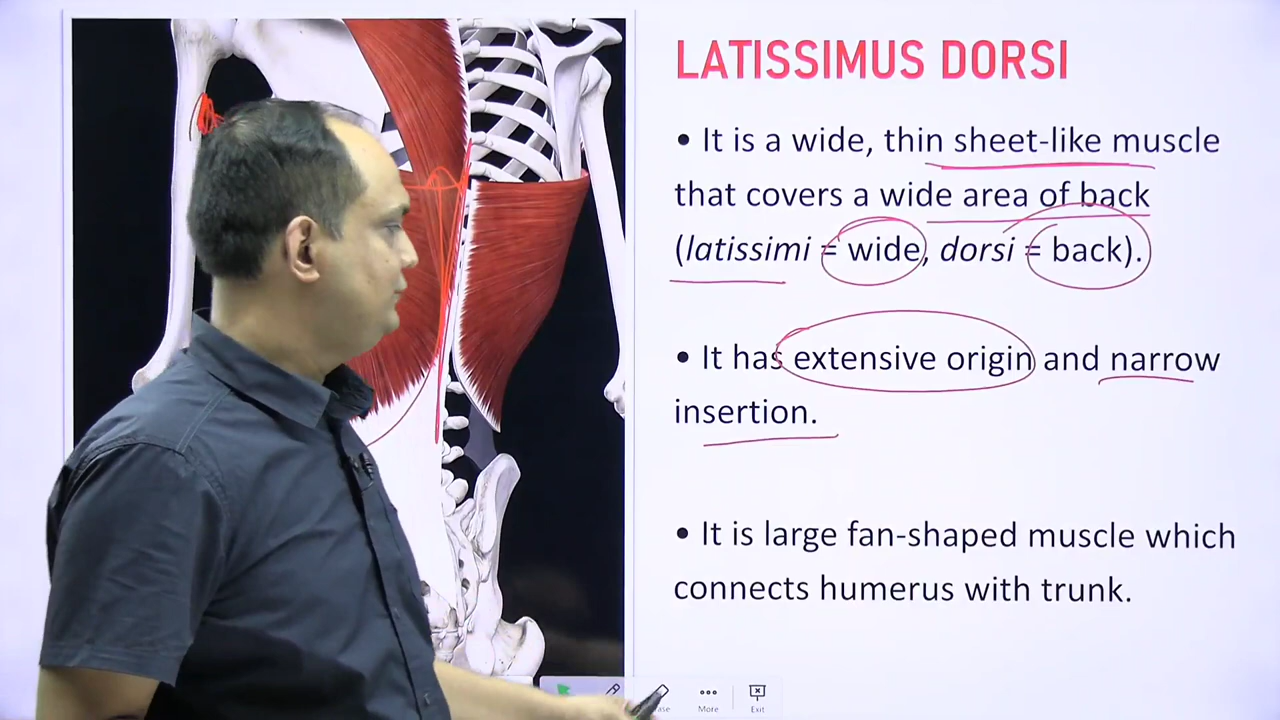 LATISSIMUS DORSI
• It is a wide, thin sheet-like muscle
that covers a wide area of back
(latissimi = wide, dorsi = back).
• It has extensive origin and narrow
insertion.
• It is large fan-shaped muscle which
connects humerus with trunk.
More
Exit